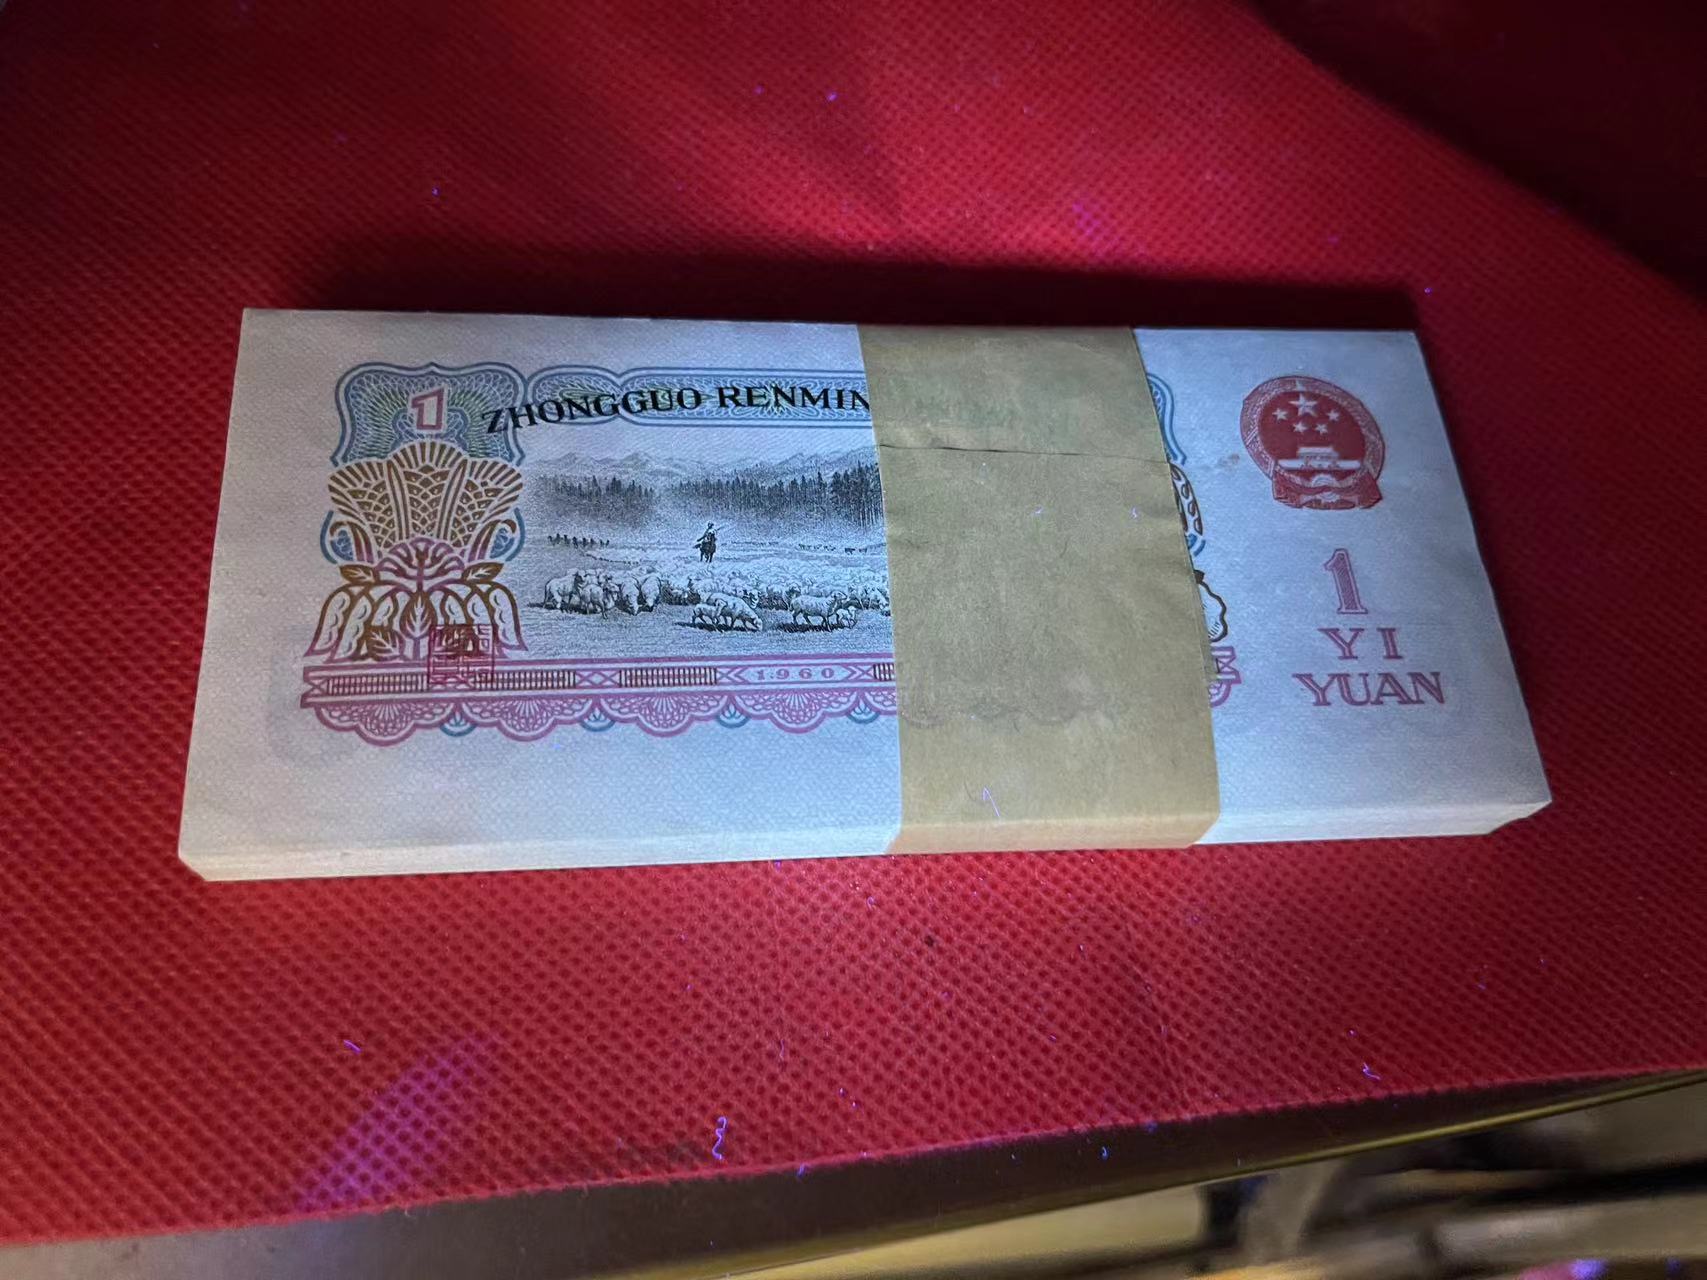 1
ZHONGGUO RENMIN
1960
1
YI
YUAN